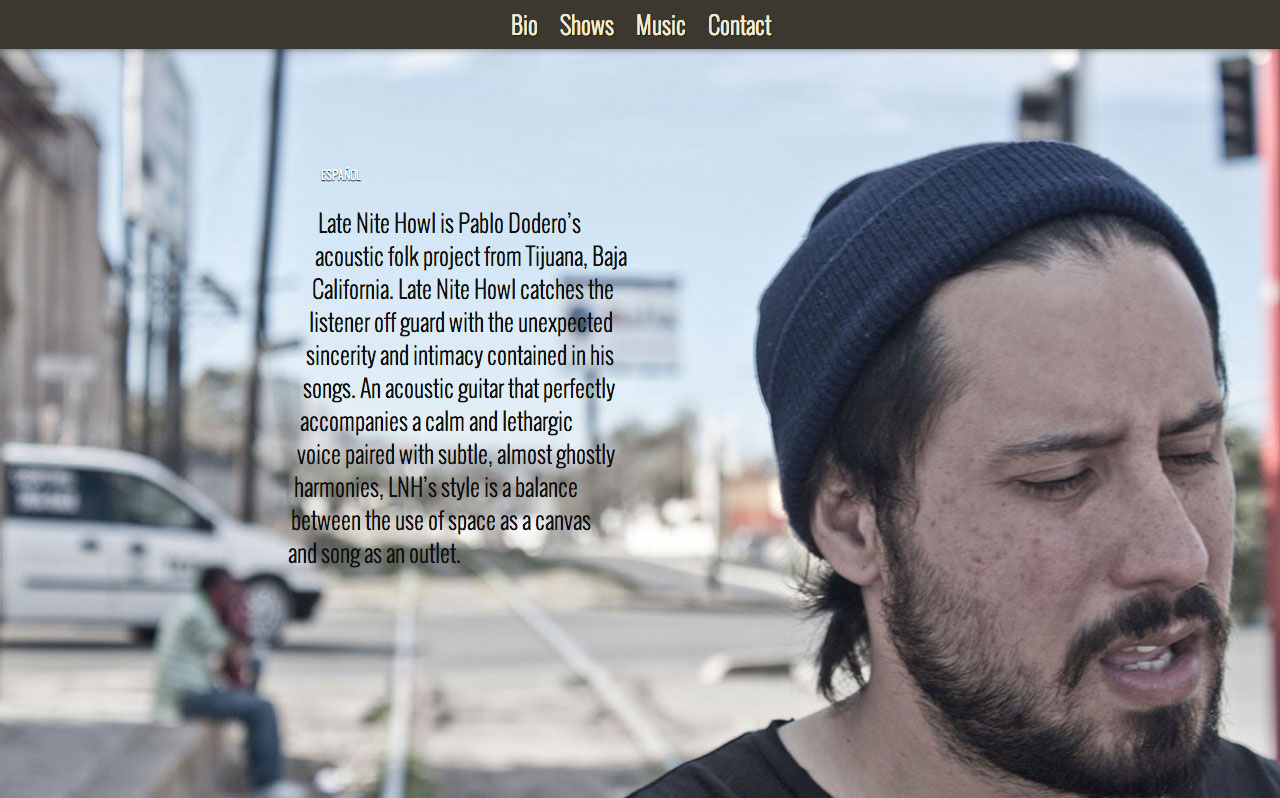 Bio Shows Music Contact
ESPAÑOL
Late Nite Howl is Pablo Dodero’s
acoustic folk project from Tijuana, Baja
California. Late Nite Howl catches the
listener off guard with the unexpected
sincerity and intimacy contained in his
songs. An acoustic guitar that perfectly
accompanies a calm and lethargic
voice paired with subtle, almost ghostly
harmonies, LNH’s style is a balance
between the use of space as a canvas
and song as an outlet.